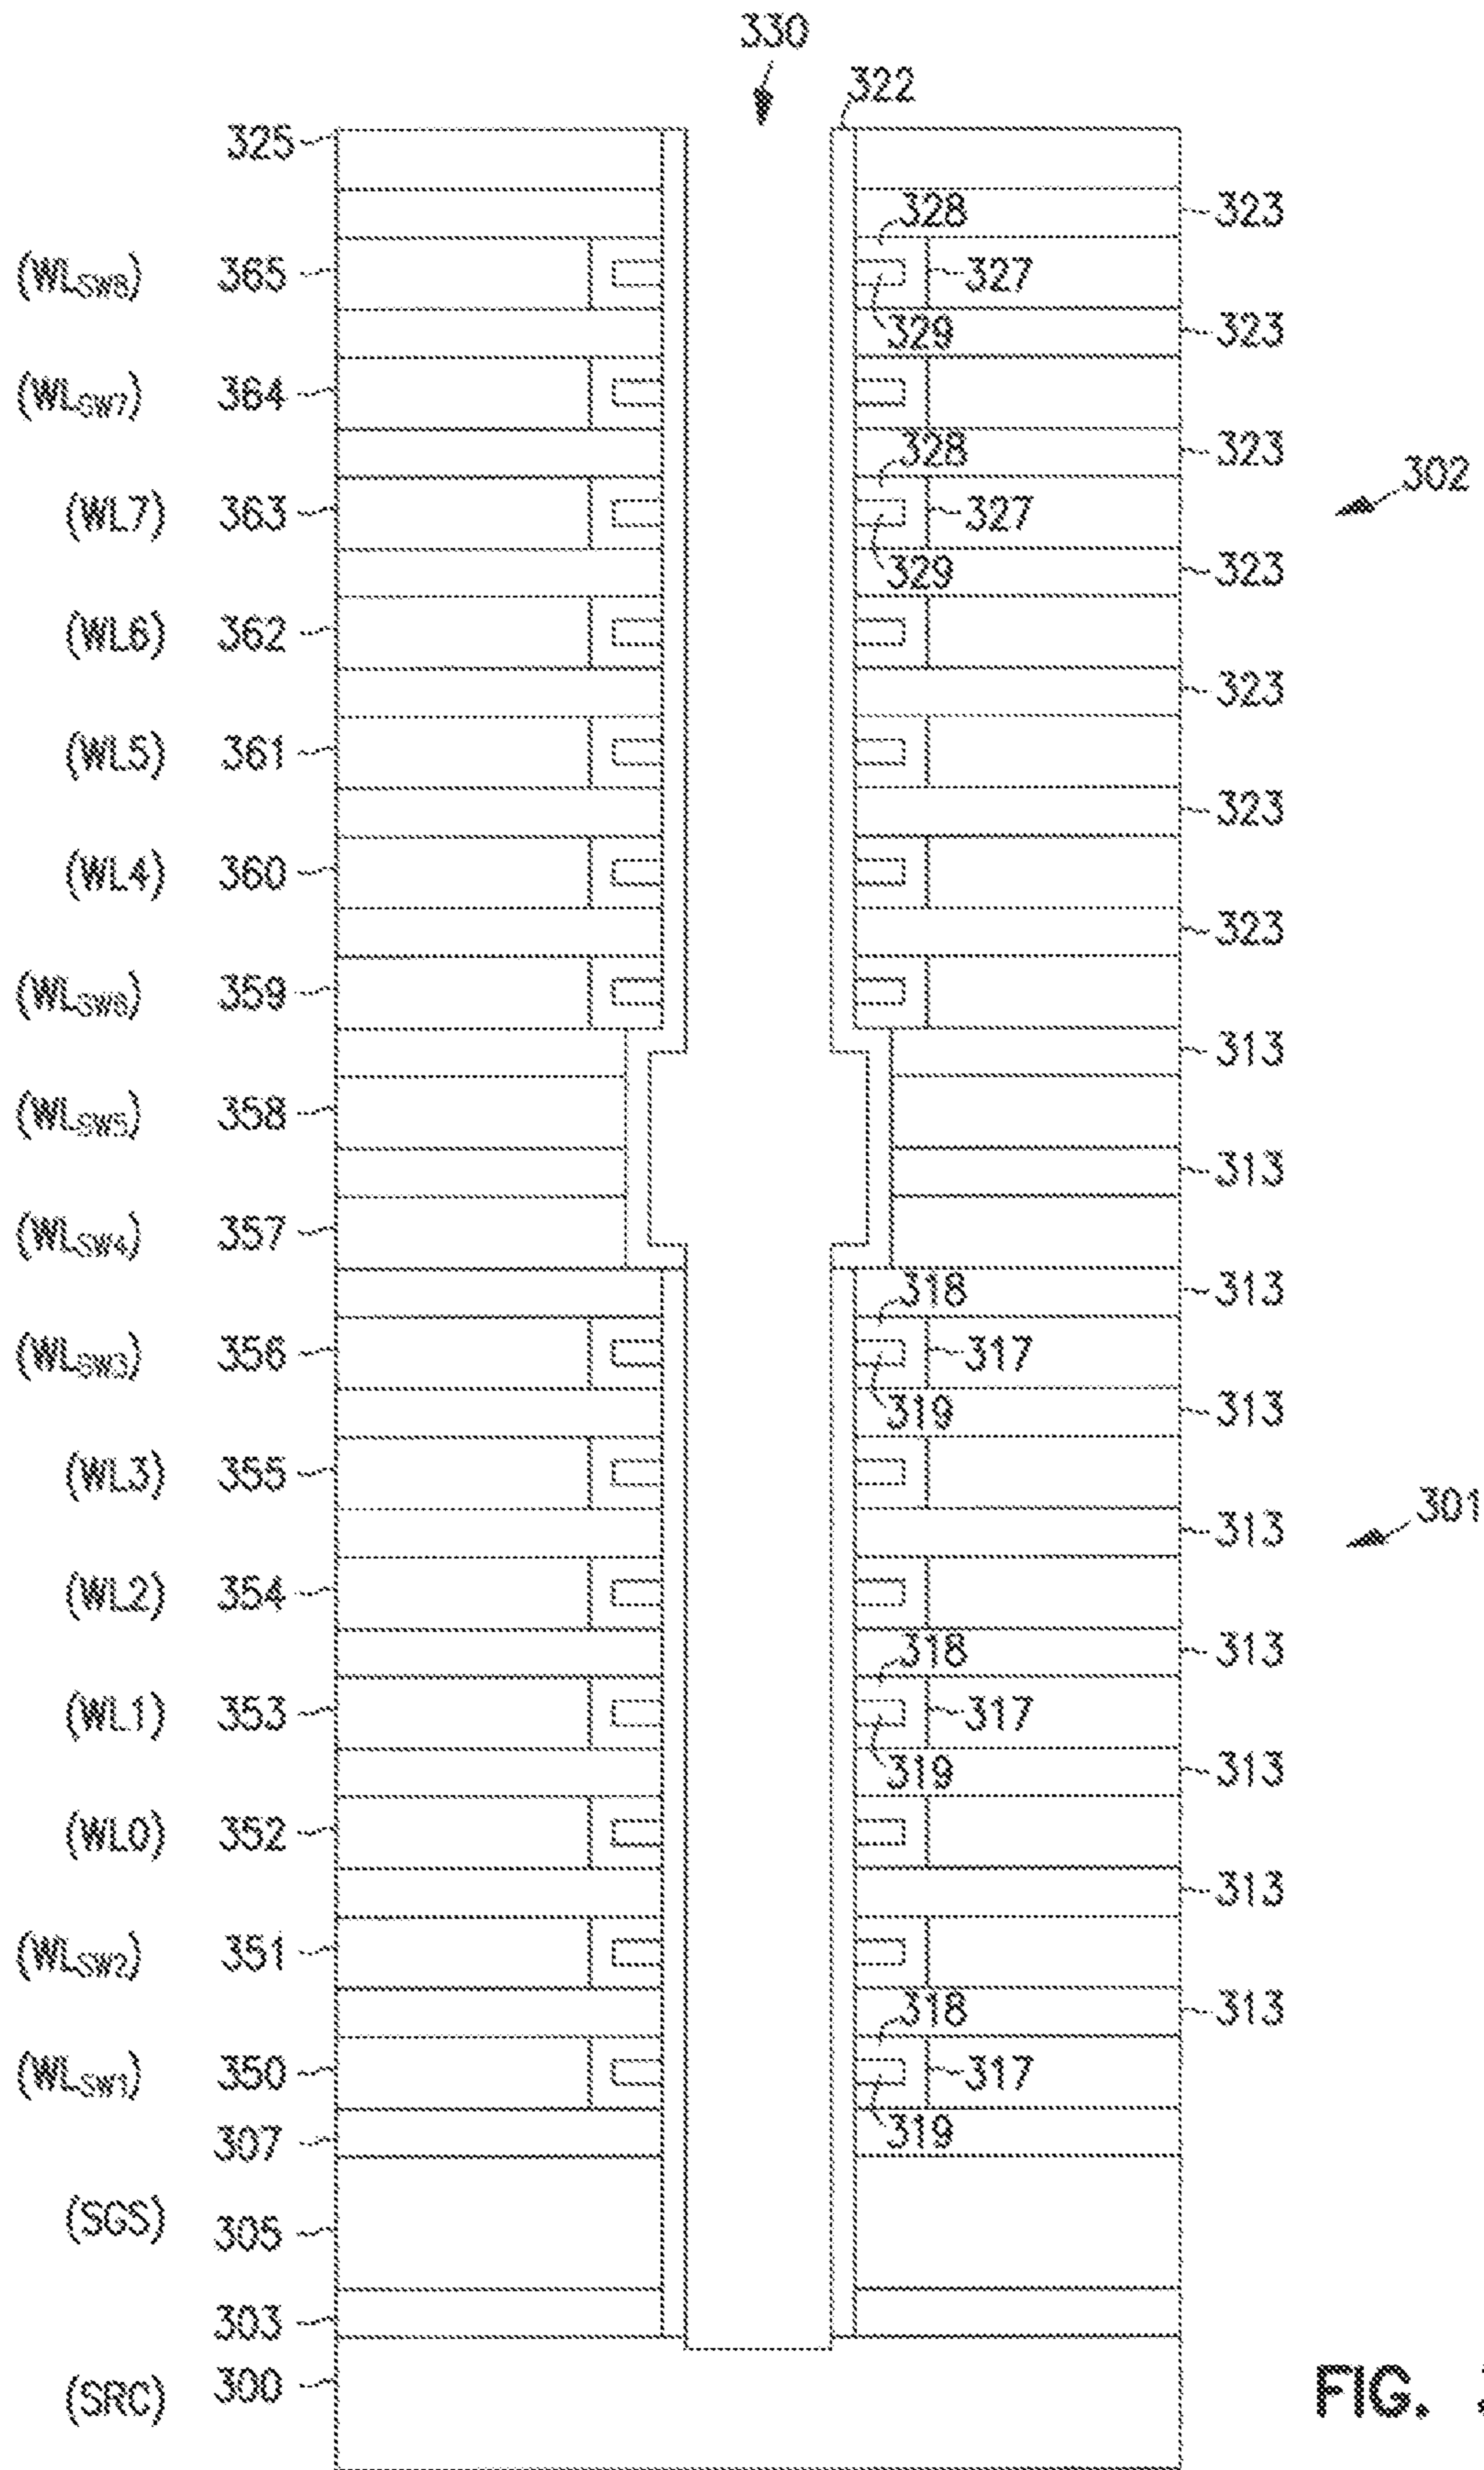 330
322
325
328 323
(WLSW8) 365 327
329 323
(WLSW7) 364
328 323
302
(WL7) 363 327
329 323
(WL6) 362
323
(WL5) 361
323
(WL4) 360
323
(WLSW6) 359
313
(WLSW5) 358
313
(WLSW4) 357
318 313
(WLSW3) 356 317
319 313
(WL3) 355
301
313
(WL2) 354
318 313
(WL1) 353 317
319 313
(WL0) 352
313
(WLSW2) 351
318 313
(WLSW1) 350 317
307 319
(SGS) 305
303
(SRC) 300
FIG.